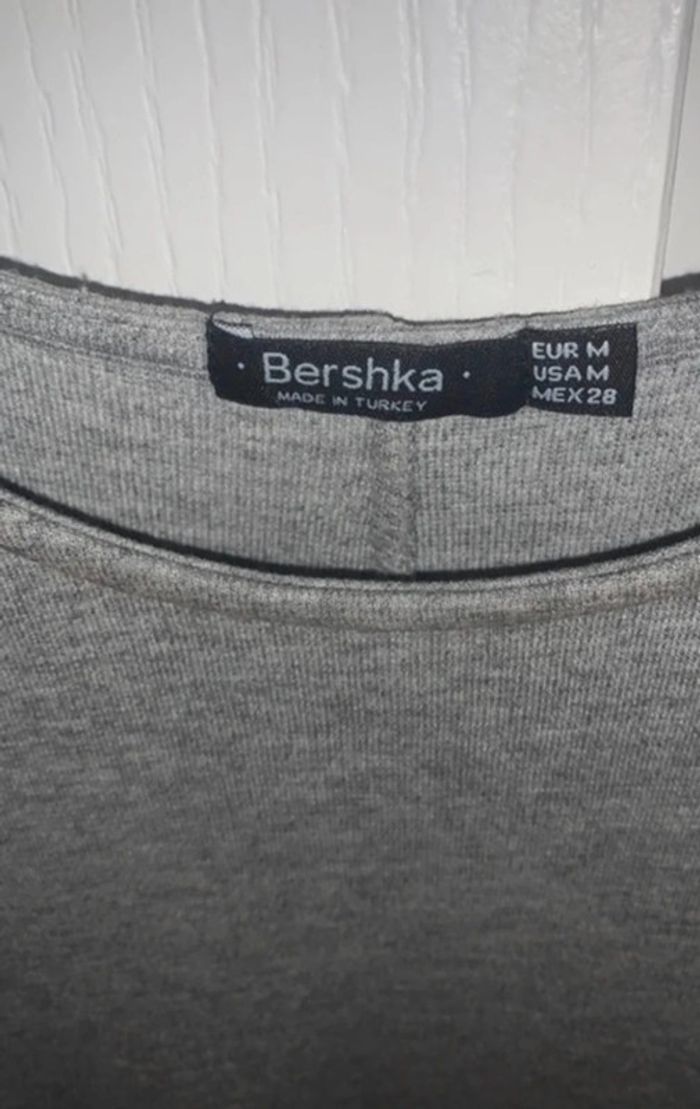 · Bershka ·
MADE IN TURKEY
EUR M
USA M
MEX 28